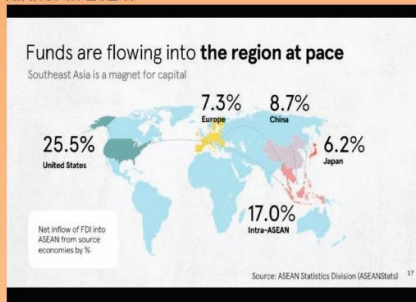 Funds are flowing into the region at pace
Southeast Asia is a magnet for capital
7.3%
Europe
8.7%
China
25.5%
United States
6.2%
Japan
17.0%
Intra-ASEAN
Net inflow of FDI into
ASEAN from source
economies by %
Source: ASEAN Statistics Division (ASEANStats)
17